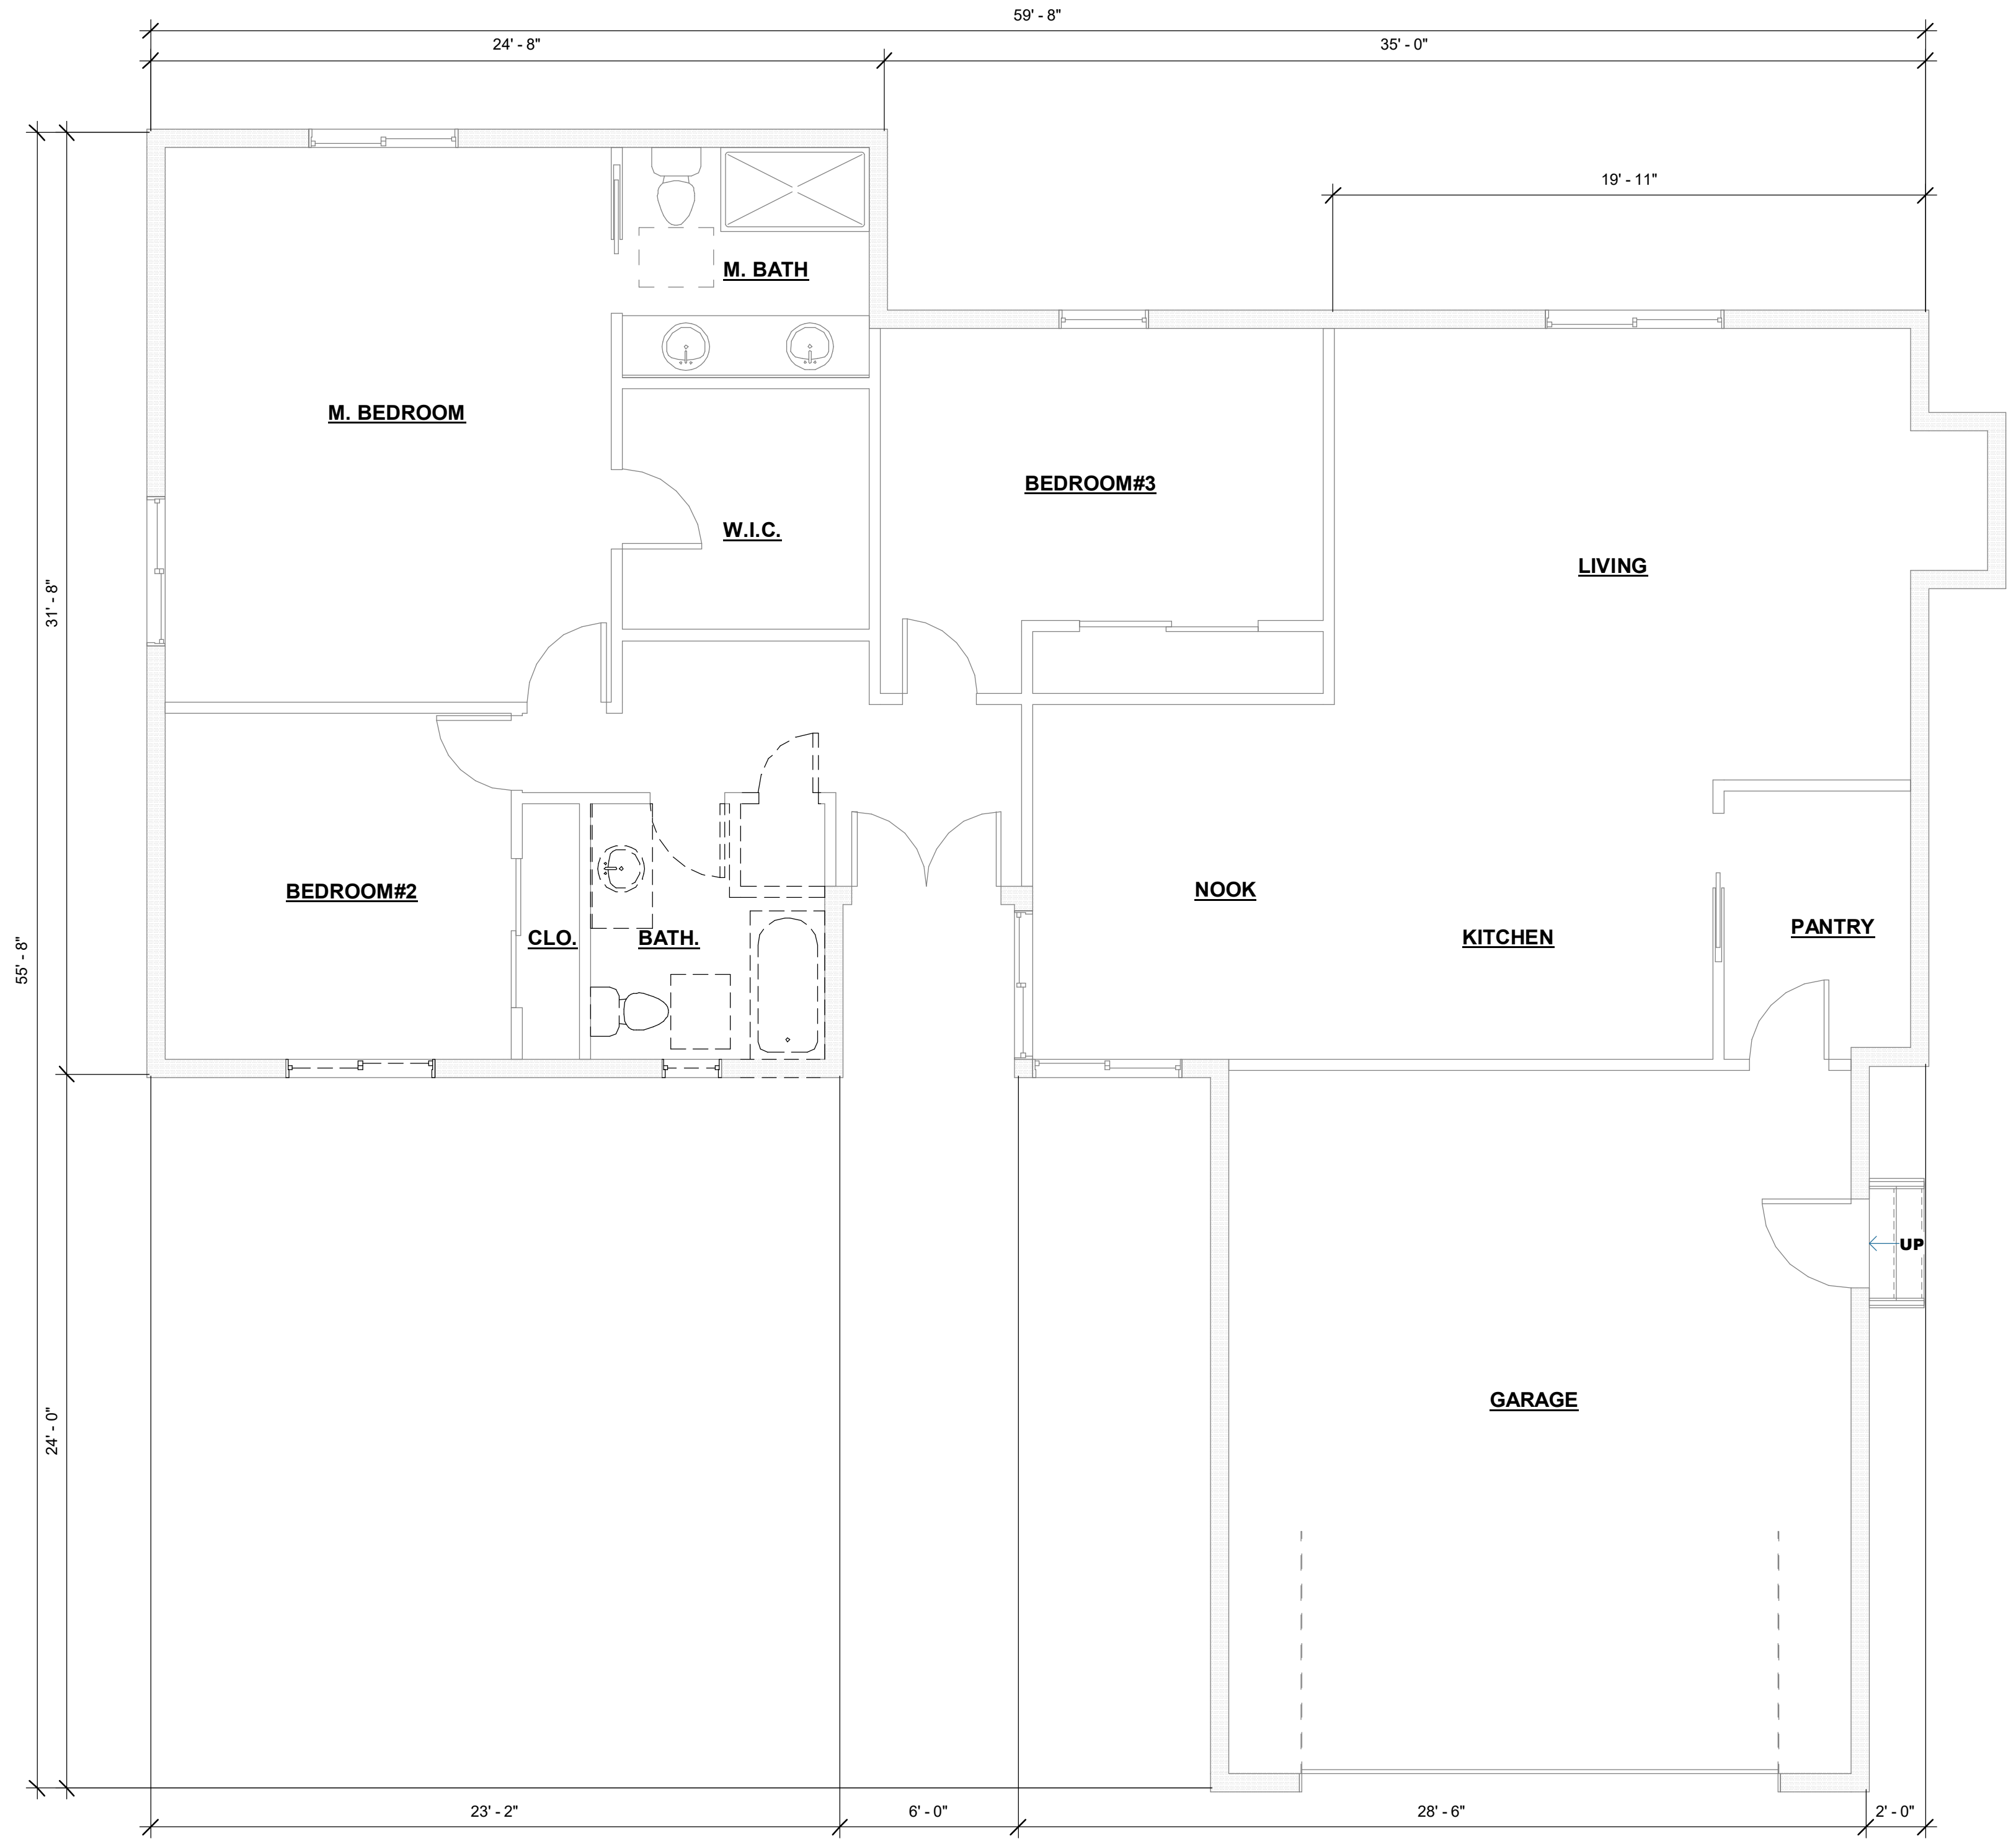 59' - 8"
24' - 8"
35' - 0"
19' - 11"
M. BATH
M. BEDROOM
BEDROOM#3
W.I.C.
LIVING
31' - 8"
BEDROOM#2
NOOK
CLO.
BATH.
KITCHEN
PANTRY
55' - 8"
UP
GARAGE
24' - 0"
23' - 2"
6' - 0"
28' - 6"
2' - 0"